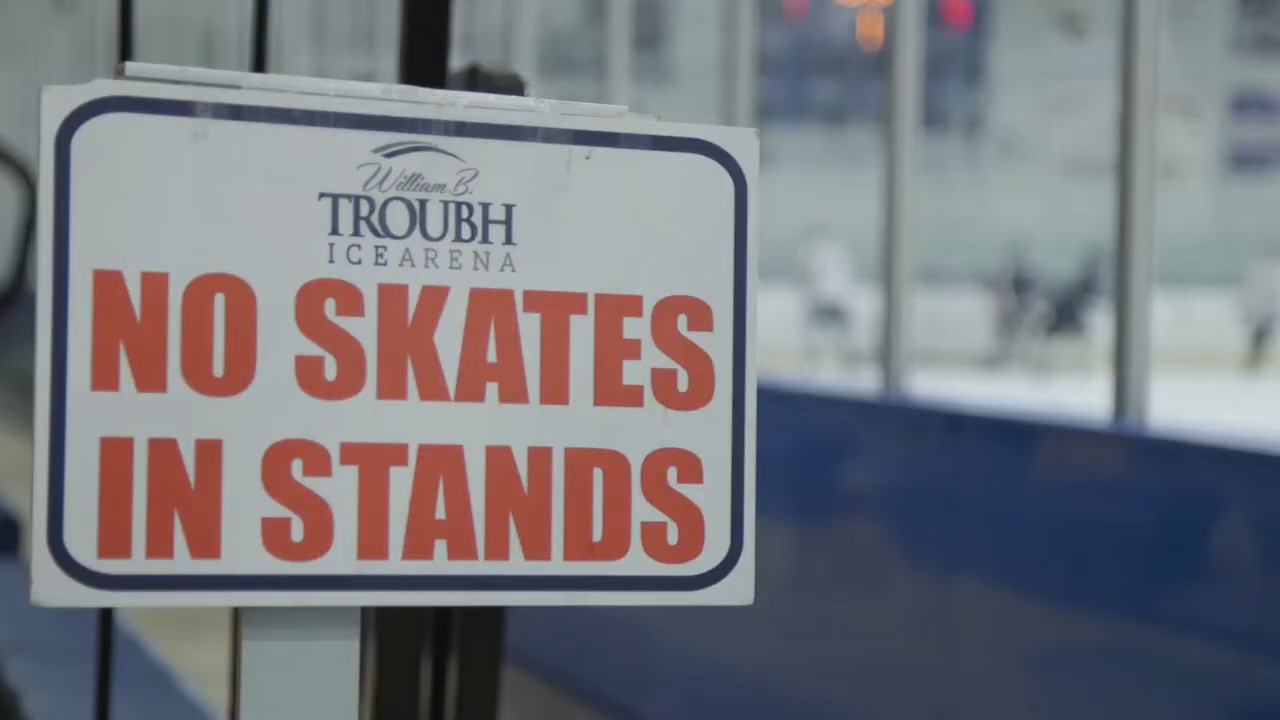 William B.
TROUBH
ICE ARENA
NO SKATES
IN STANDS